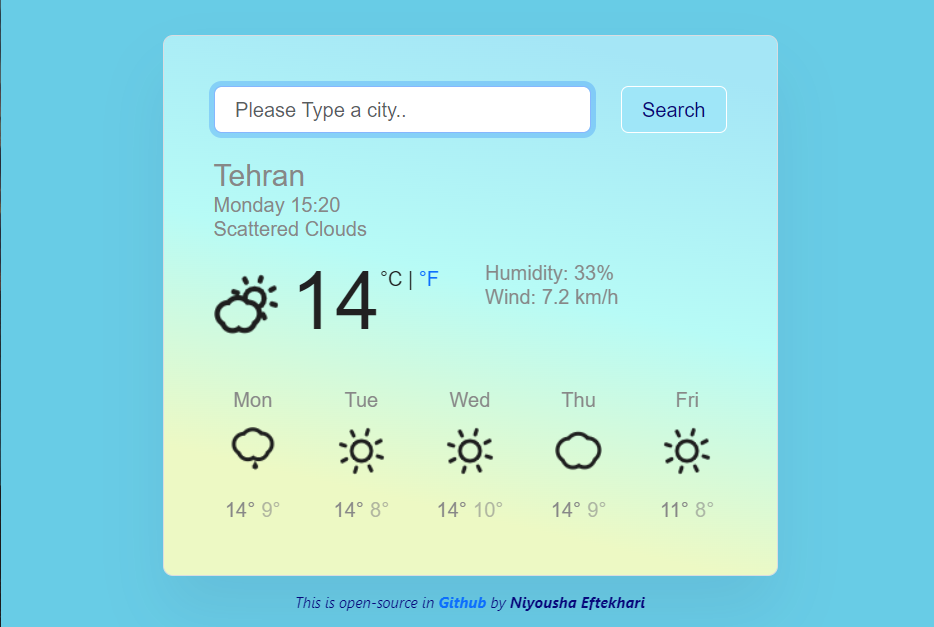 Please Type a city..
Search
Tehran
Monday 15:20
Scattered Clouds
14 °C | °F
Humidity: 33%
Wind: 7.2 km/h
Mon Tue Wed Thu Fri
14° 9° 14° 8° 14° 10° 14° 9° 11° 8°
This is open-source in Github by Niyousha Eftekhari